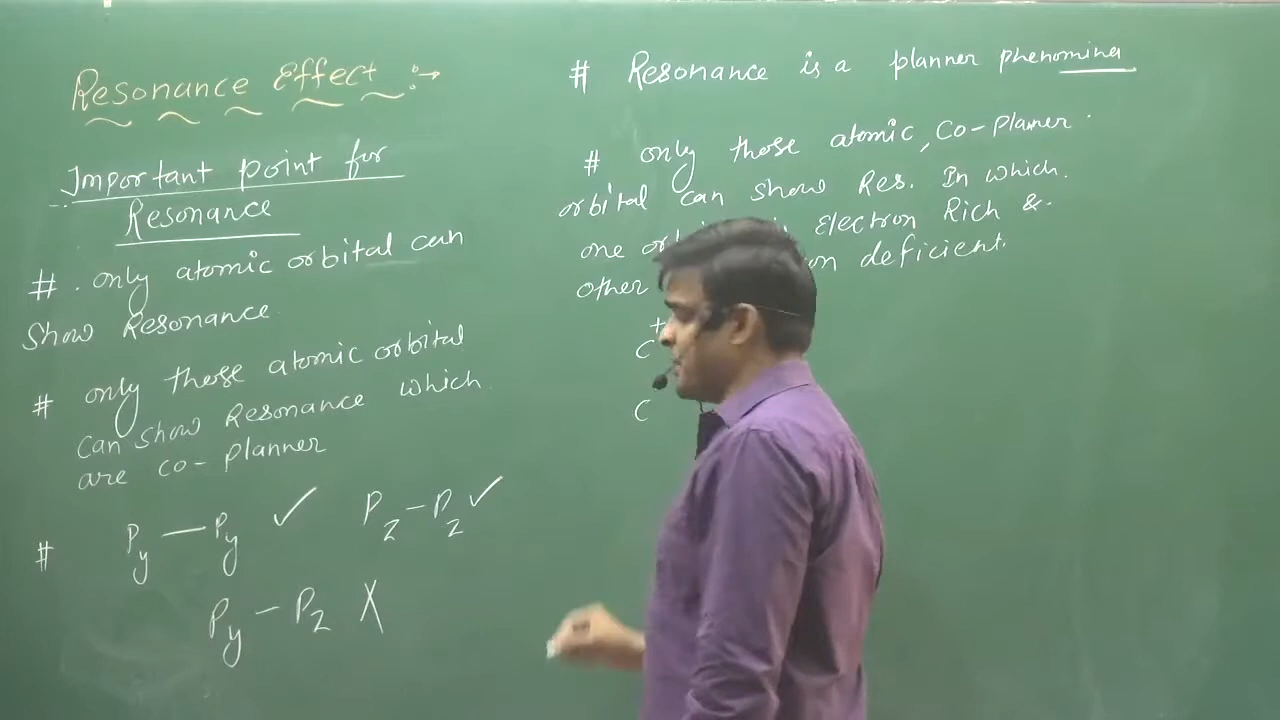 Resonance Effect :→
Important point for
Resonance
# . only atomic orbital can
show Resonance
# only those atomic orbital
can show Resonance which
are co-planner
# Py — Py ✓ Pz – Pz ✓
Py – Pz X
# Resonance is a planner phenomina
# only those atomic, Co-planner
orbital can show Res. In which.
one Electron Rich &
other deficient.
+
C
C